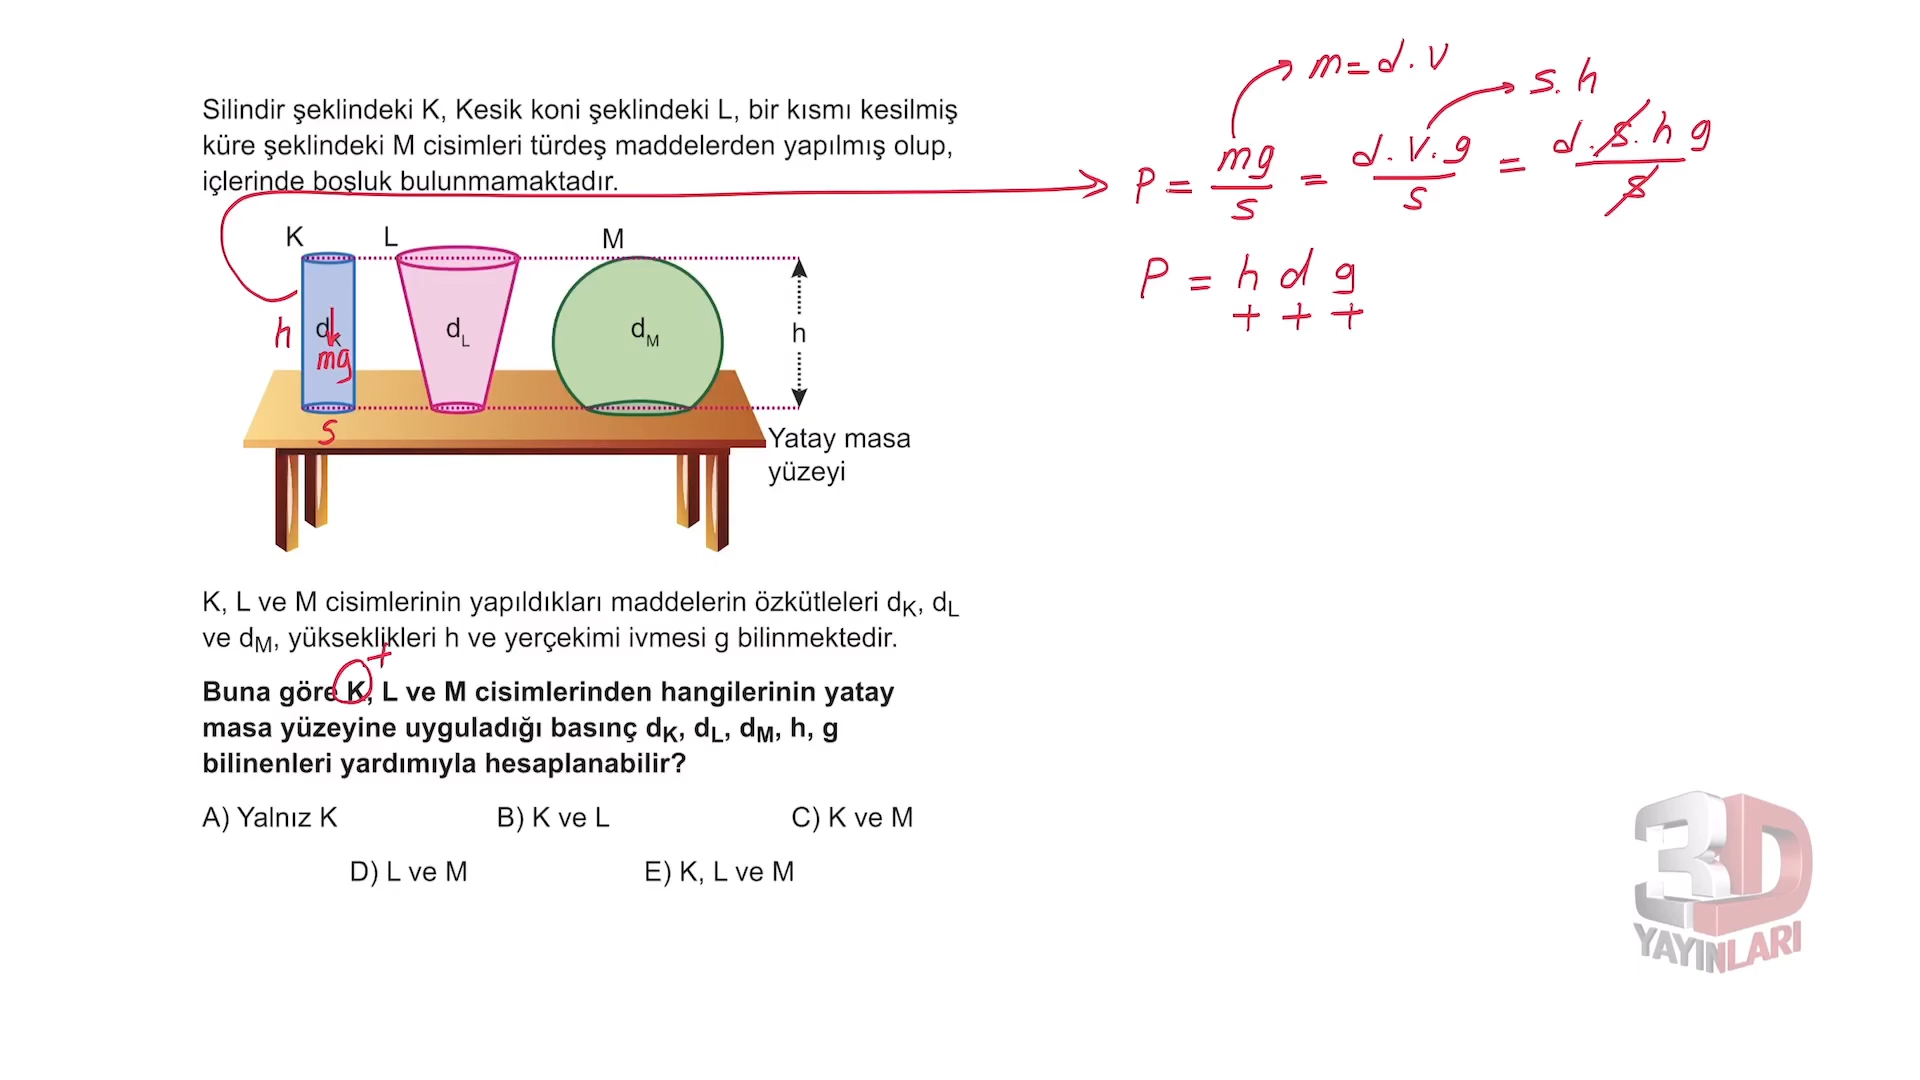 Silindir şeklindeki K, Kesik koni şeklindeki L, bir kısmı kesilmiş
küre şeklindeki M cisimleri türdeş maddelerden yapılmış olup,
içlerinde boşluk bulunmamaktadır.
K L M
h dK mg dL dM h
S
Yatay masa
yüzeyi
K, L ve M cisimlerinin yapıldıkları maddelerin özkütleleri dK, dL
ve dM, yükseklikleri h ve yerçekimi ivmesi g bilinmektedir.
+
Buna göre K, L ve M cisimlerinden hangilerinin yatay
masa yüzeyine uyguladığı basınç dK, dL, dM, h, g
bilinenleri yardımıyla hesaplanabilir?
A) Yalnız K B) K ve L C) K ve M
D) L ve M E) K, L ve M
m = d.v
s.h
P = mg / s = d.v.g / s = d.s.h g / s
P = h d g
+ + +
3D
YAYINLARI